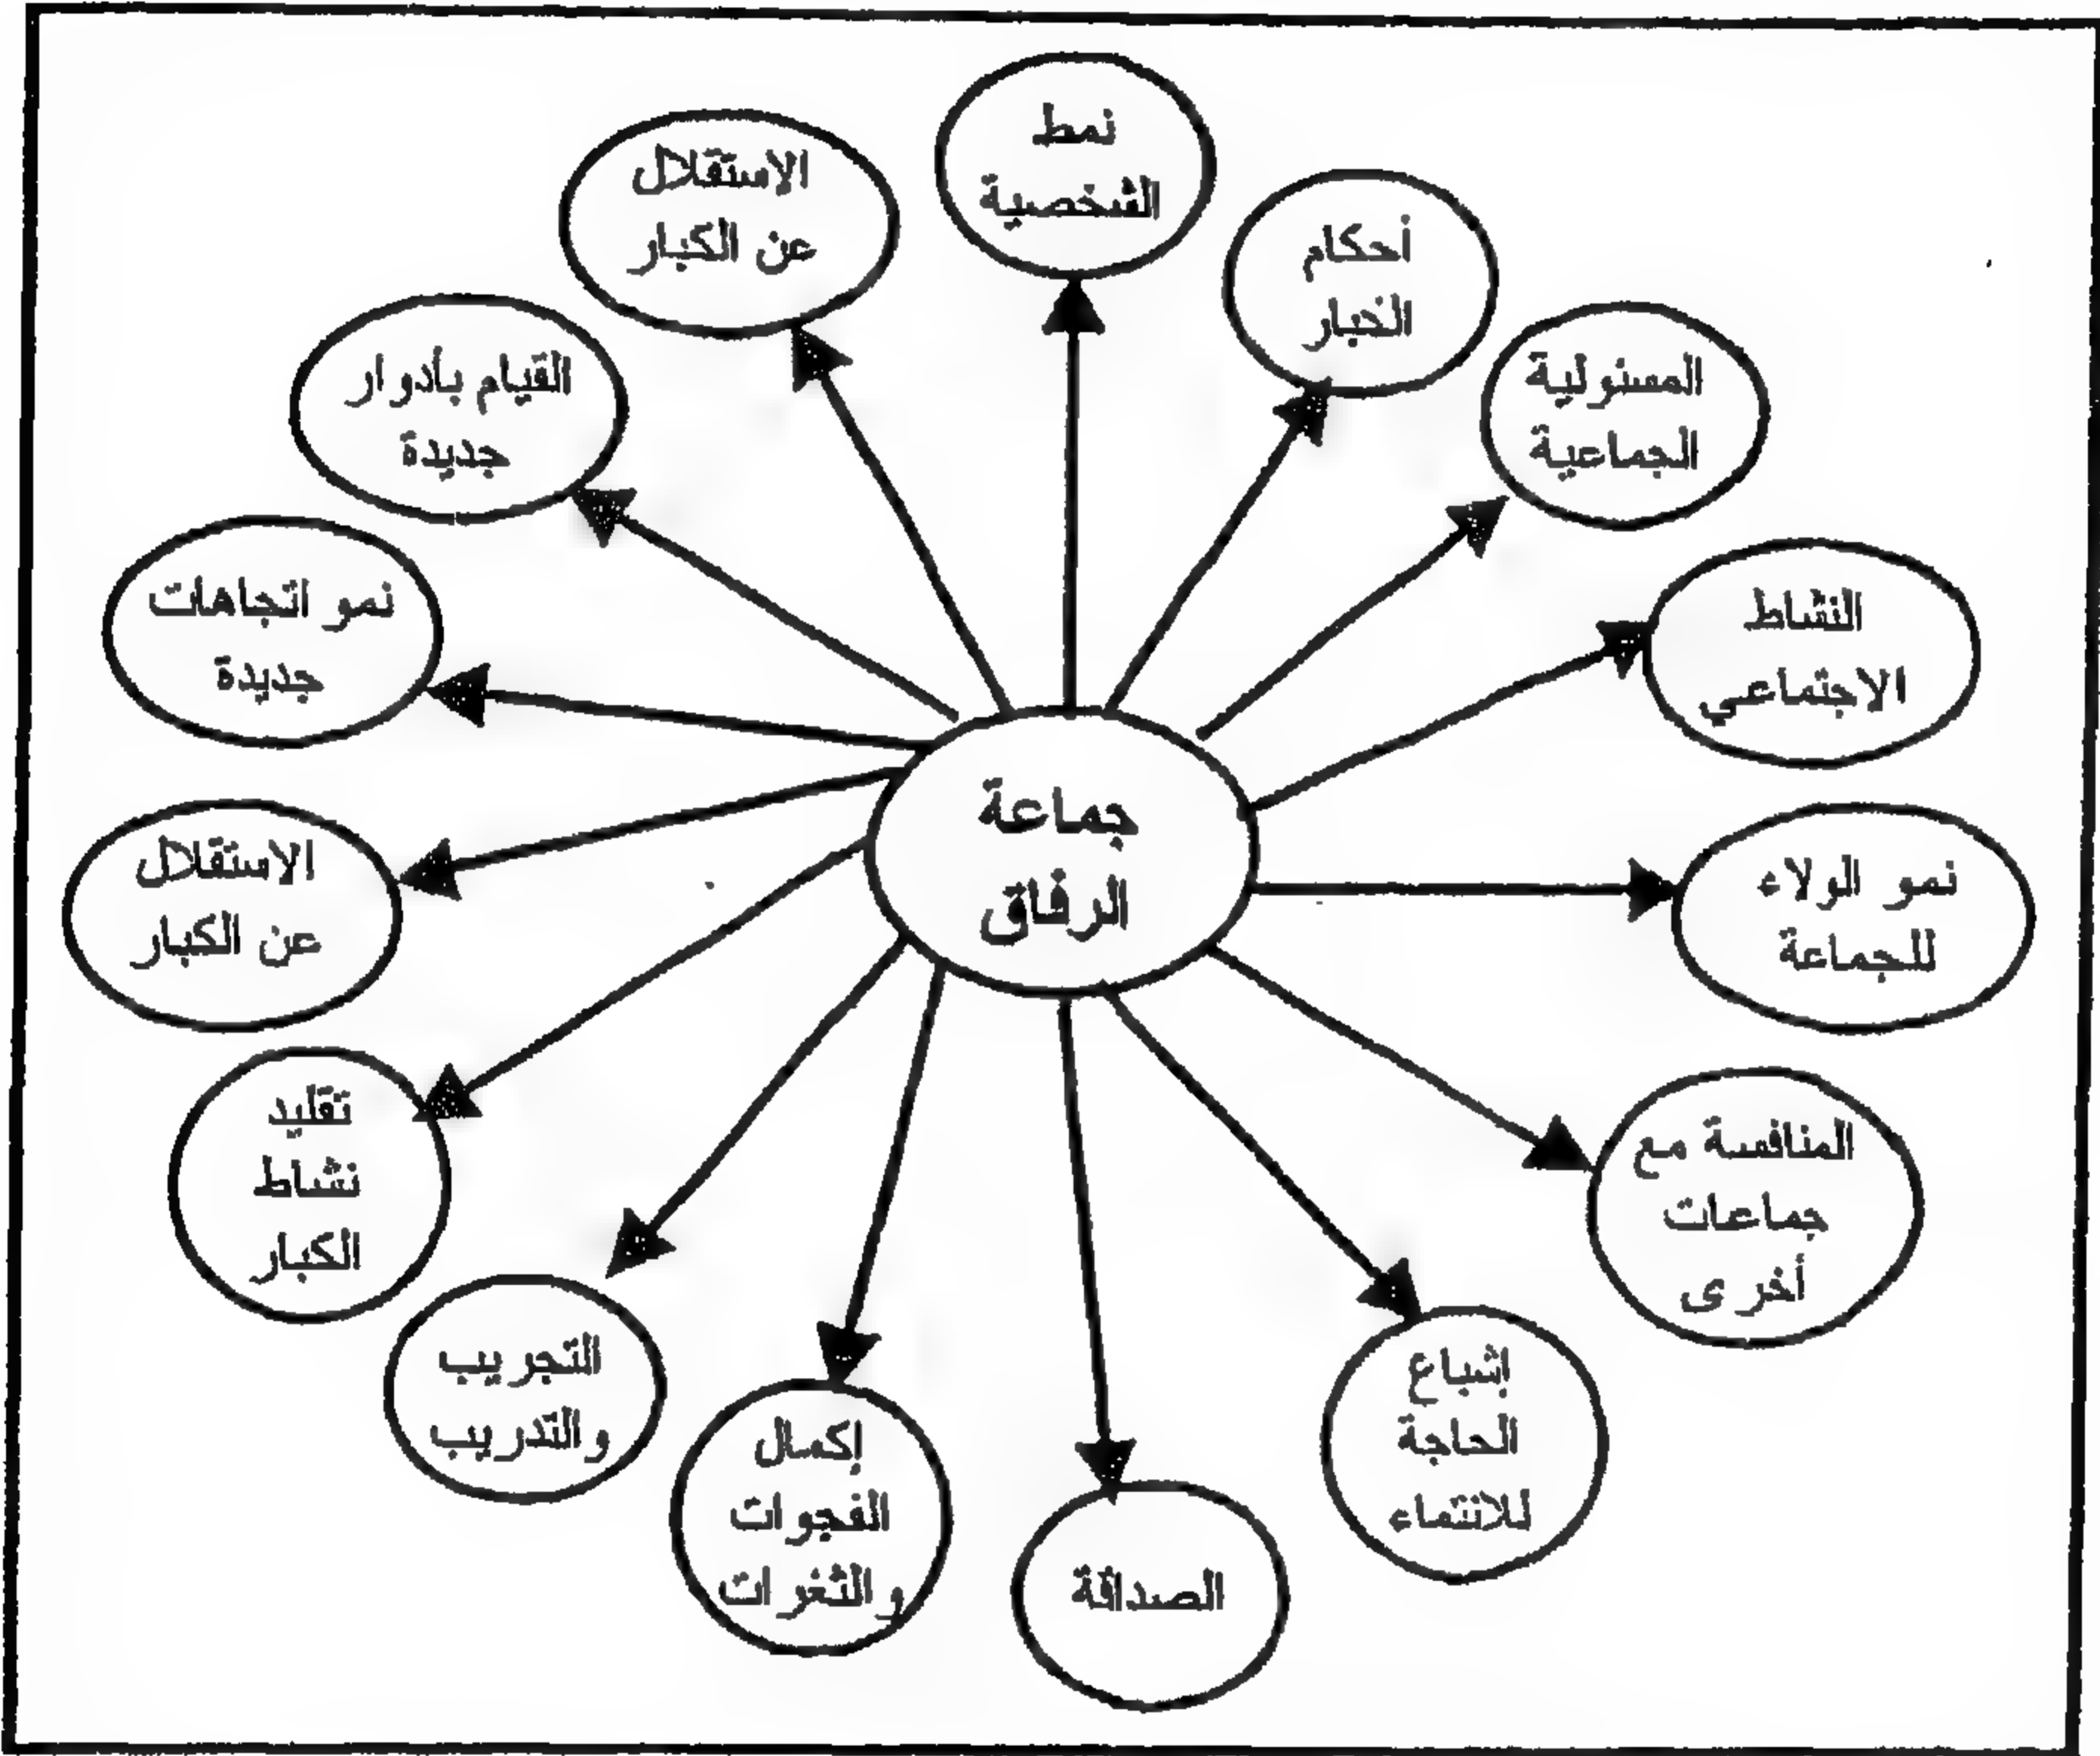 نمط
الشخصية
أحكام
الخبار
المسئولية
الجماعية
النشاط
الاجتماعي
نمو الولاء
للجماعة
المنافسة مع
جماعات
أخرى
إشباع
الحاجة
للانتماء
الصداقة
إكمال
الفجوات
والثغرات
التجريب
والتدريب
تقليد
نشاط
الكبار
الاستقلال
عن الكبار
نمو اتجاهات
جديدة
القيام بأدوار
جديدة
الاستقلال
عن الكبار
جماعة
الرفاق